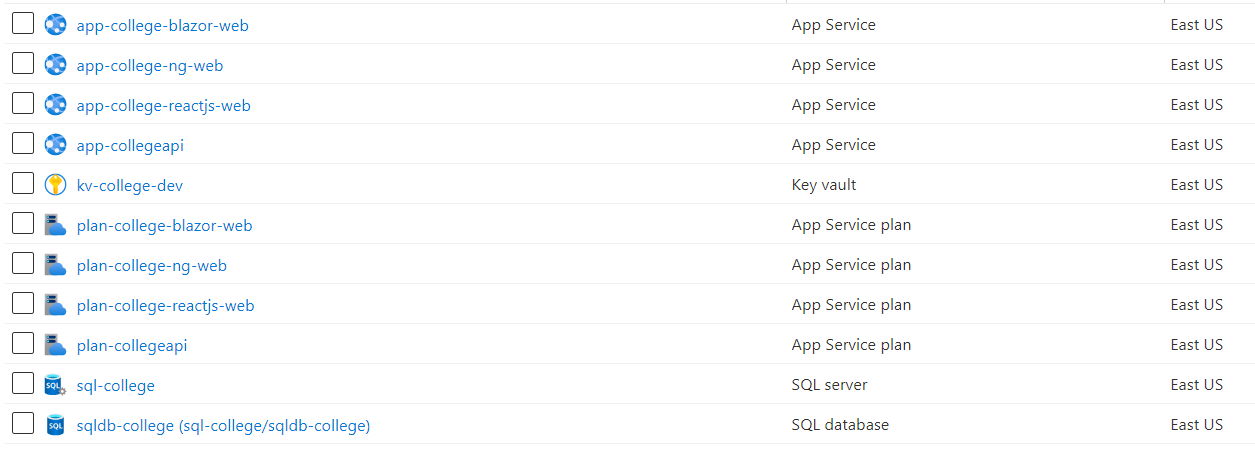 app-college-blazor-web App Service East US
app-college-ng-web App Service East US
app-college-reactjs-web App Service East US
app-collegeapi App Service East US
kv-college-dev Key vault East US
plan-college-blazor-web App Service plan East US
plan-college-ng-web App Service plan East US
plan-college-reactjs-web App Service plan East US
plan-collegeapi App Service plan East US
SQL sql-college SQL server East US
SQL sqldb-college (sql-college/sqldb-college) SQL database East US